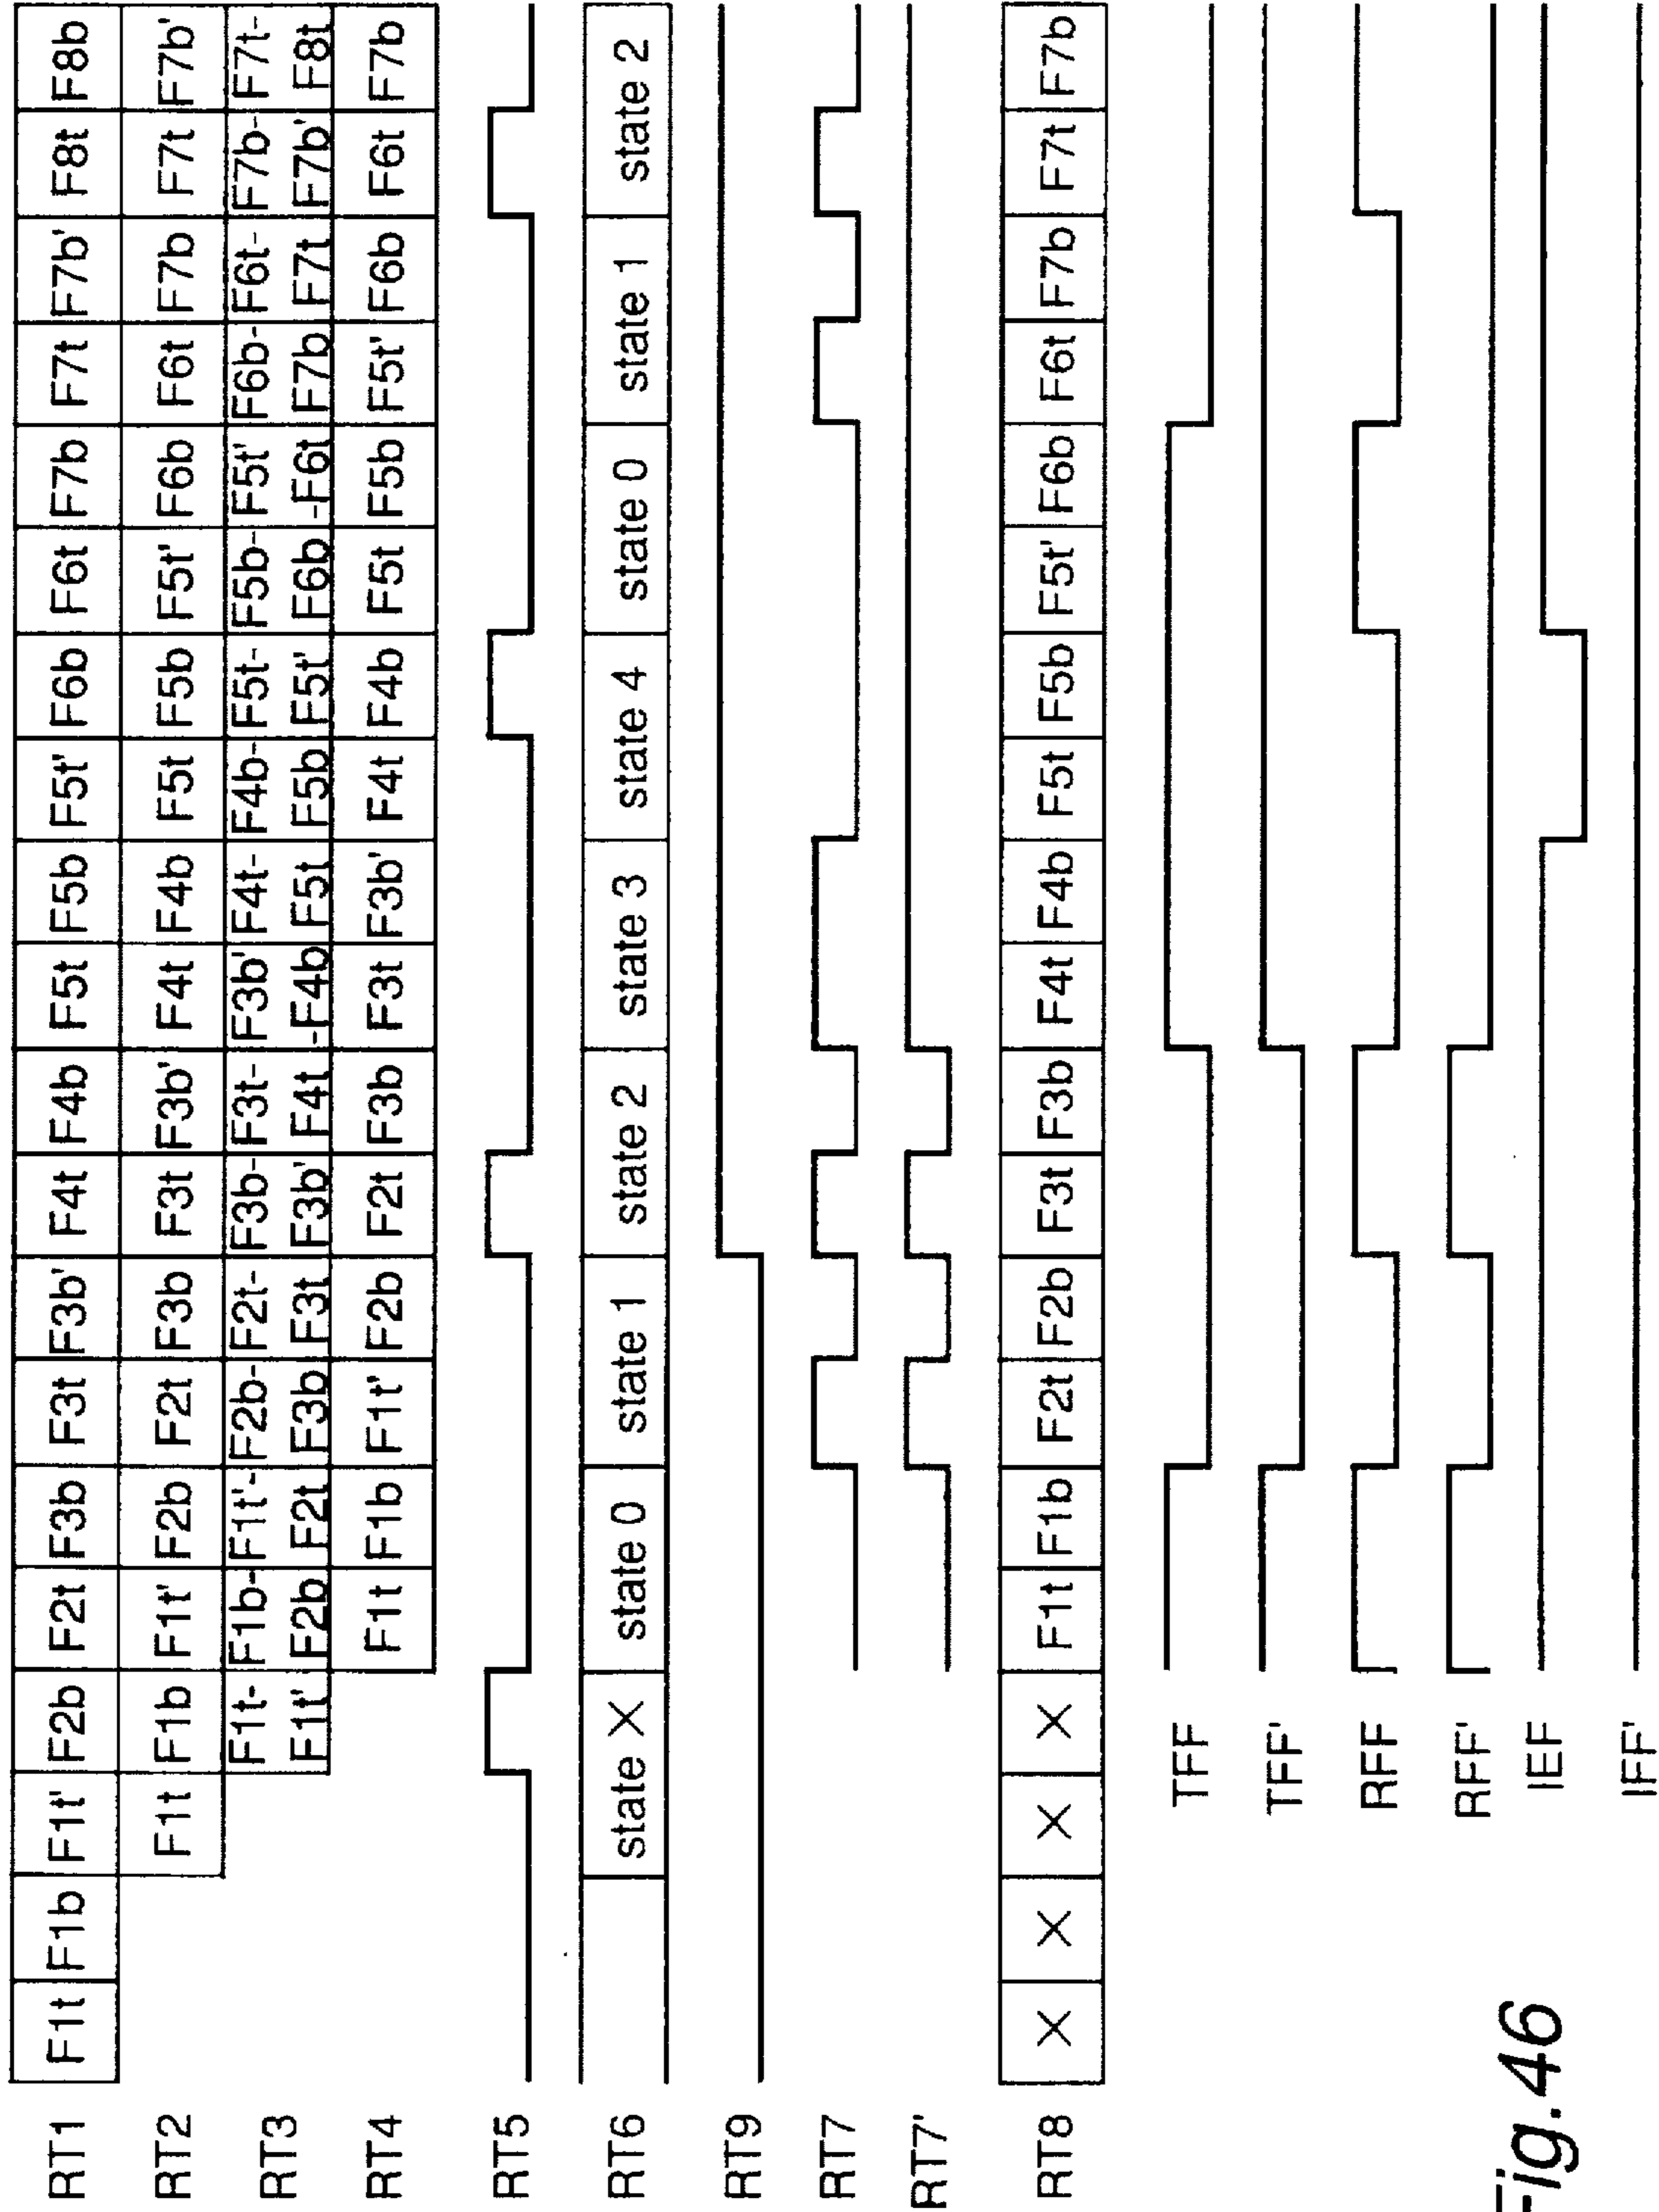 RT1 F1t F1b F1t' F2b F2t F3b F3t F3b' F4t F4b F5t F5b F5t' F6b F6t F7b F7t F7b' F8t F8b
RT2 F1t F1b F1t' F2b F2t F3b F3t F3b' F4t F4b F5t F5b F5t' F6b F6t F7b F7t F7b'
RT3 F1t- F1b- F1t'- F2b- F2t- F3b- F3t- F3b' F4t- F4b- F5t- F5b- F5t' F6b- F6t- F7b- F7t-
F1t' F2b F2t F3b F3t F3b' F4t -F4b F5t F5b F5t' F6b -F6t F7b F7t F7b' F8t
RT4 F1t F1b F1t' F2b F2t F3b F3t F3b' F4t F4b F5t F5b F5t' F6b F6t F7b
RT5
RT6 state X state 0 state 1 state 2 state 3 state 4 state 0 state 1 state 2
RT9
RT7
RT7'
RT8 X X X X F1t F1b F2t F2b F3t F3b F4t F4b F5t F5b F5t' F6b F6t F7b F7t F7b
TFF
TFF'
RFF
RFF'
IEF
IFF'
Fig.46